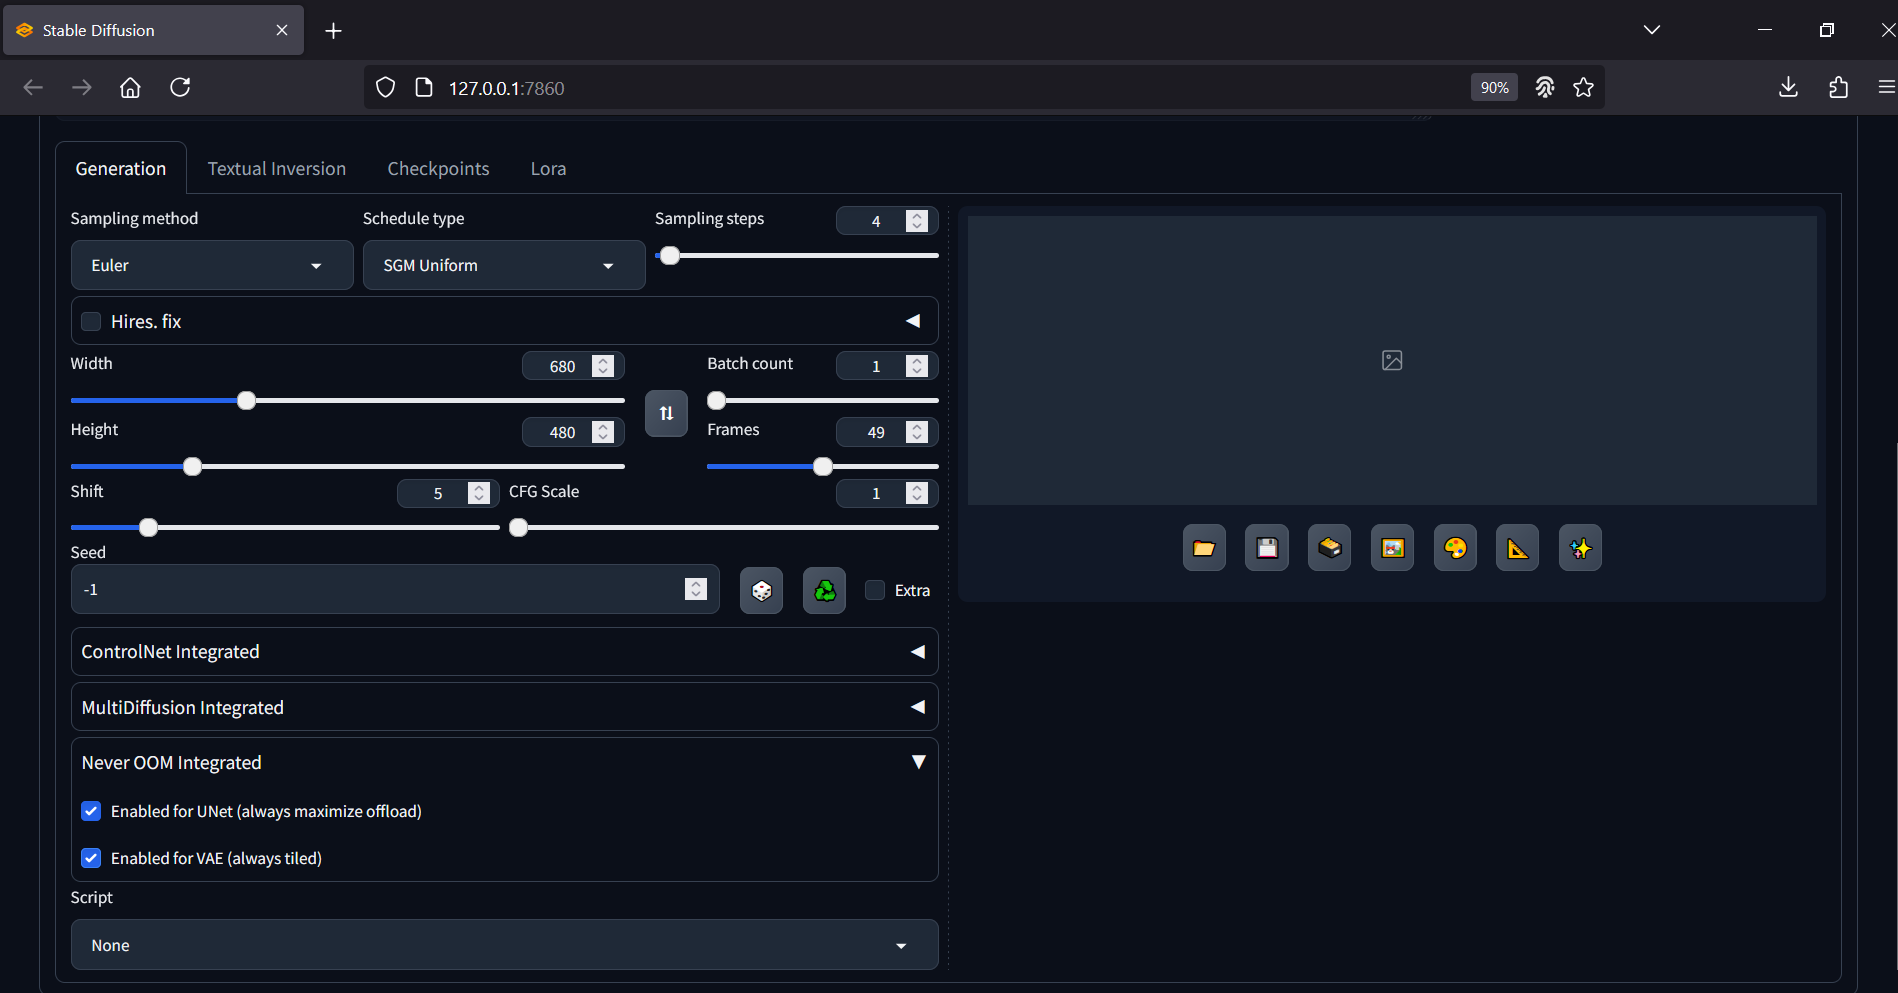 Stable Diffusion
127.0.0.1:7860
90%
Generation
Textual Inversion
Checkpoints
Lora
Sampling method
Schedule type
Sampling steps
4
Euler
SGM Uniform
Hires. fix
Width
680
Batch count
1
Height
480
Frames
49
Shift
5
CFG Scale
1
Seed
-1
Extra
ControlNet Integrated
MultiDiffusion Integrated
Never OOM Integrated
Enabled for UNet (always maximize offload)
Enabled for VAE (always tiled)
Script
None